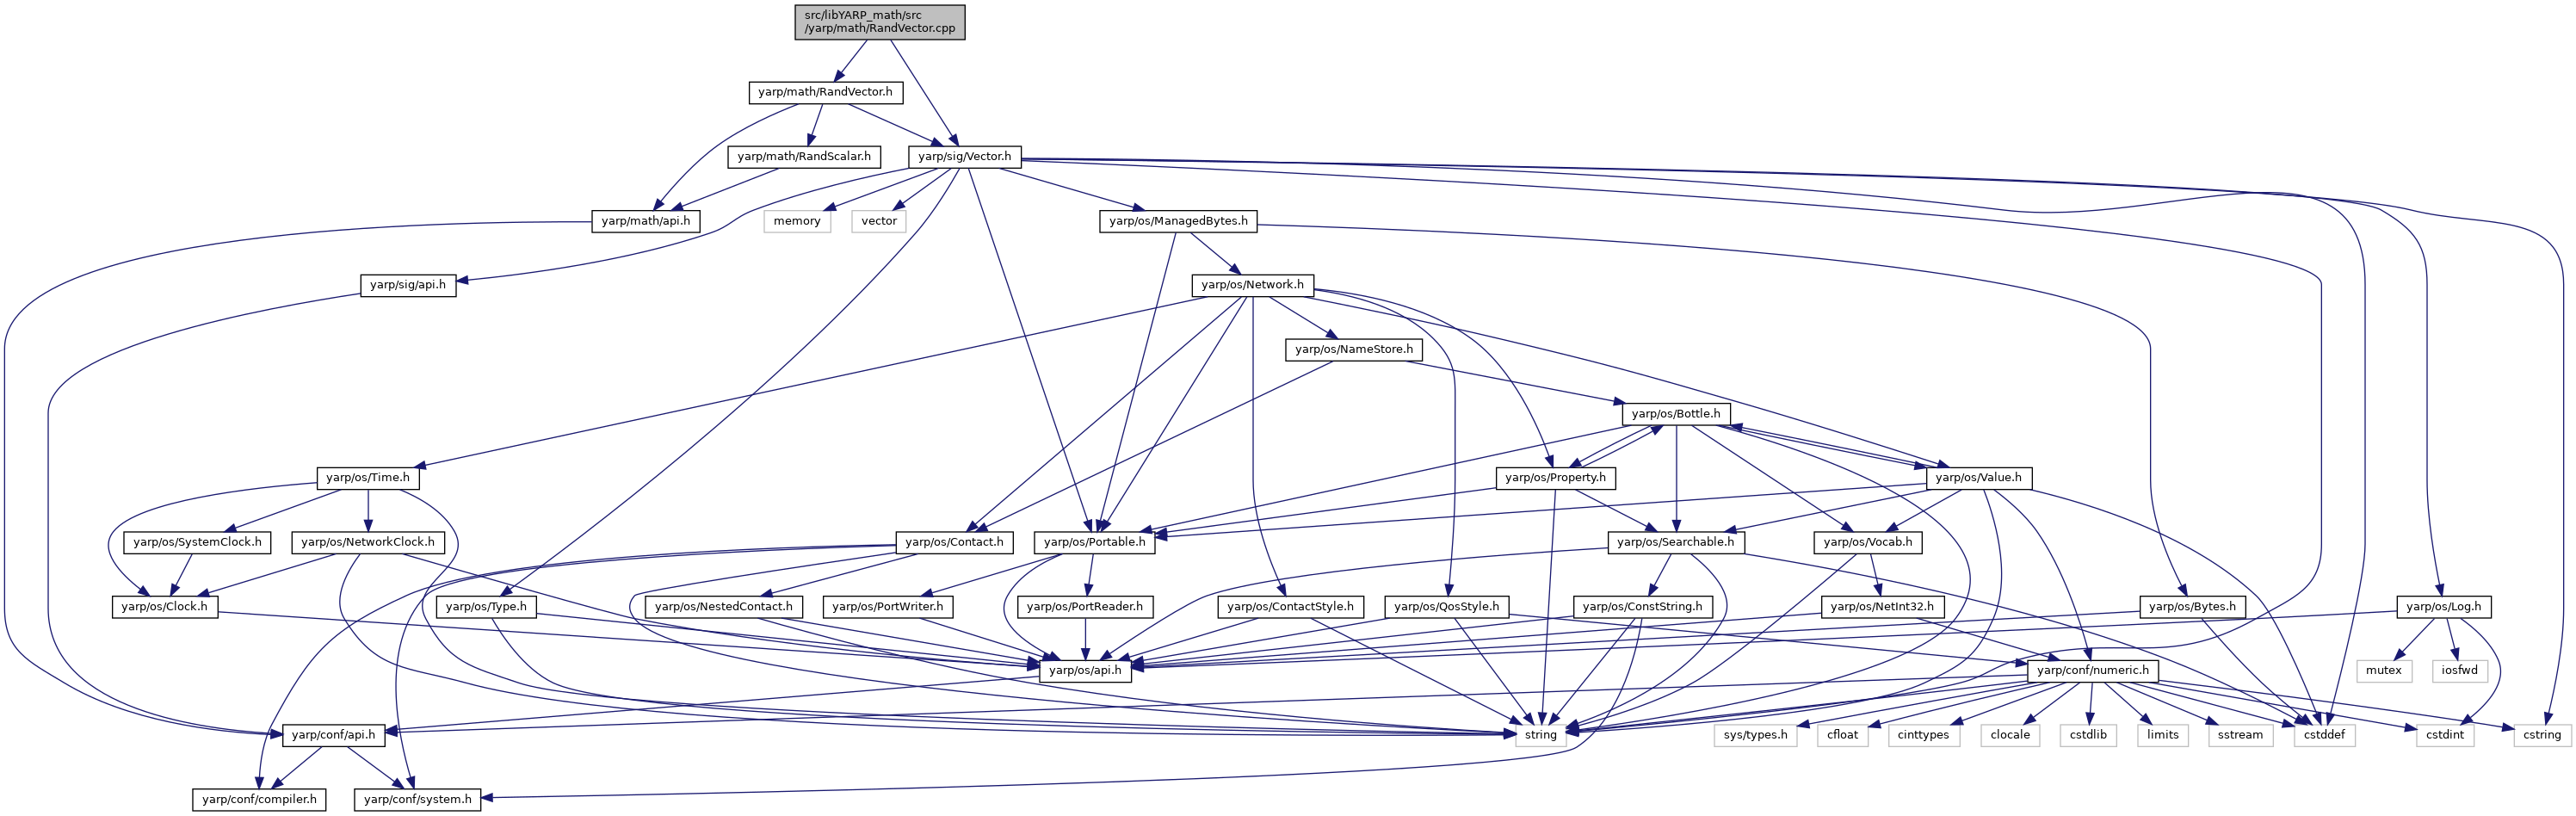 src/libYARP_math/src
/yarp/math/RandVector.cpp
yarp/math/RandVector.h
yarp/math/RandScalar.h
yarp/sig/Vector.h
yarp/math/api.h
memory
vector
yarp/os/ManagedBytes.h
yarp/sig/api.h
yarp/os/Network.h
yarp/os/NameStore.h
yarp/os/Bottle.h
yarp/os/Time.h
yarp/os/Property.h
yarp/os/Value.h
yarp/os/SystemClock.h
yarp/os/NetworkClock.h
yarp/os/Contact.h
yarp/os/Portable.h
yarp/os/Searchable.h
yarp/os/Vocab.h
yarp/os/Clock.h
yarp/os/Type.h
yarp/os/NestedContact.h
yarp/os/PortWriter.h
yarp/os/PortReader.h
yarp/os/ContactStyle.h
yarp/os/QosStyle.h
yarp/os/ConstString.h
yarp/os/NetInt32.h
yarp/os/Bytes.h
yarp/os/Log.h
yarp/os/api.h
yarp/conf/numeric.h
mutex
iosfwd
yarp/conf/api.h
string
sys/types.h
cfloat
cinttypes
clocale
cstdlib
limits
sstream
cstddef
cstdint
cstring
yarp/conf/compiler.h
yarp/conf/system.h